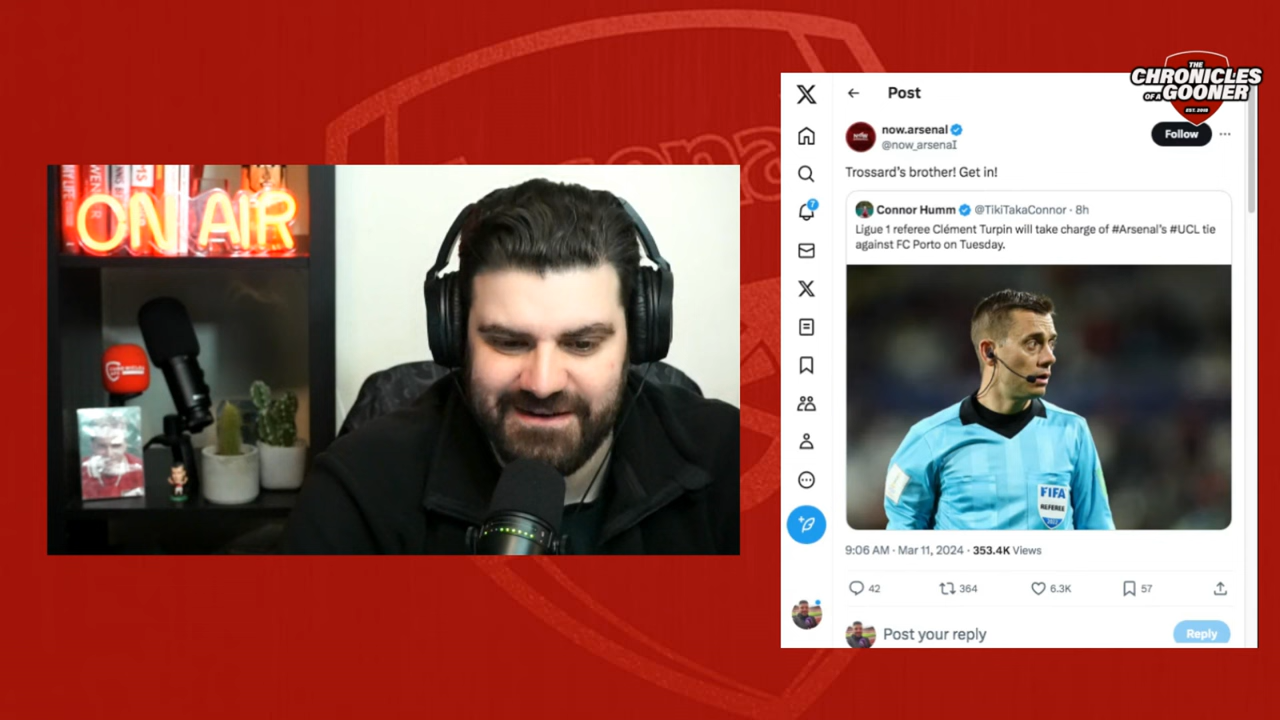 THE
CHRONICLES
OF A GOONER
EST. 2018
ON AIR
Post
now.arsenal
@now_arsenal
Follow
Trossard's brother! Get in!
Connor Humm @TikiTakaConnor · 8h
Ligue 1 referee Clément Turpin will take charge of #Arsenal's #UCL tie
against FC Porto on Tuesday.
FIFA
REFEREE
9:06 AM · Mar 11, 2024 · 353.4K Views
42
364
6.3K
57
Post your reply
Reply
7